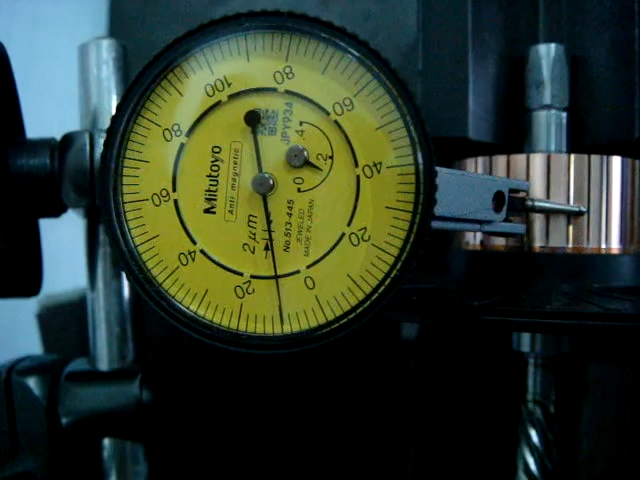 Mitutoyo
Anti-magnetic
2μm
No.513-445
JEWELED
MADE IN JAPAN
JPY934
0
.2
.4
0
20
40
60
80
100
80
60
40
20